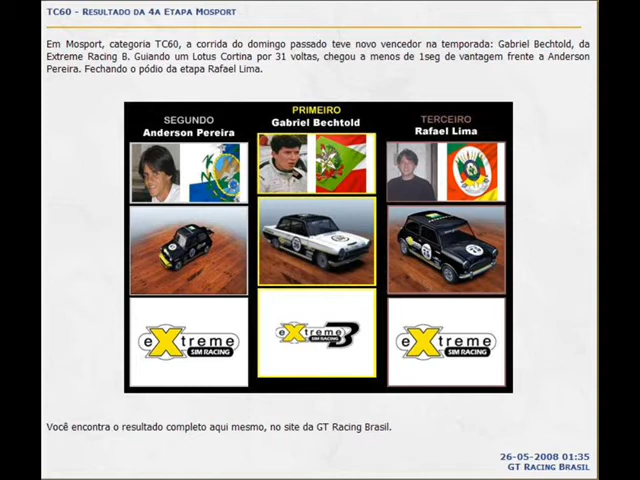 TC60 - Resultado da 4a Etapa Mosport
Em Mosport, categoria TC60, a corrida do domingo passado teve novo vencedor na temporada: Gabriel Bechtold, da
Extreme Racing B. Guiando um Lotus Cortina por 31 voltas, chegou a menos de 1seg de vantagem frente a Anderson
Pereira. Fechando o pódio da etapa Rafael Lima.
SEGUNDO
Anderson Pereira
PRIMEIRO
Gabriel Bechtold
TERCEIRO
Rafael Lima
eXtreme
SIM RACING
eXtreme B
SIM RACING
eXtreme
SIM RACING
Você encontra o resultado completo aqui mesmo, no site da GT Racing Brasil.
26-05-2008 01:35
GT Racing Brasil